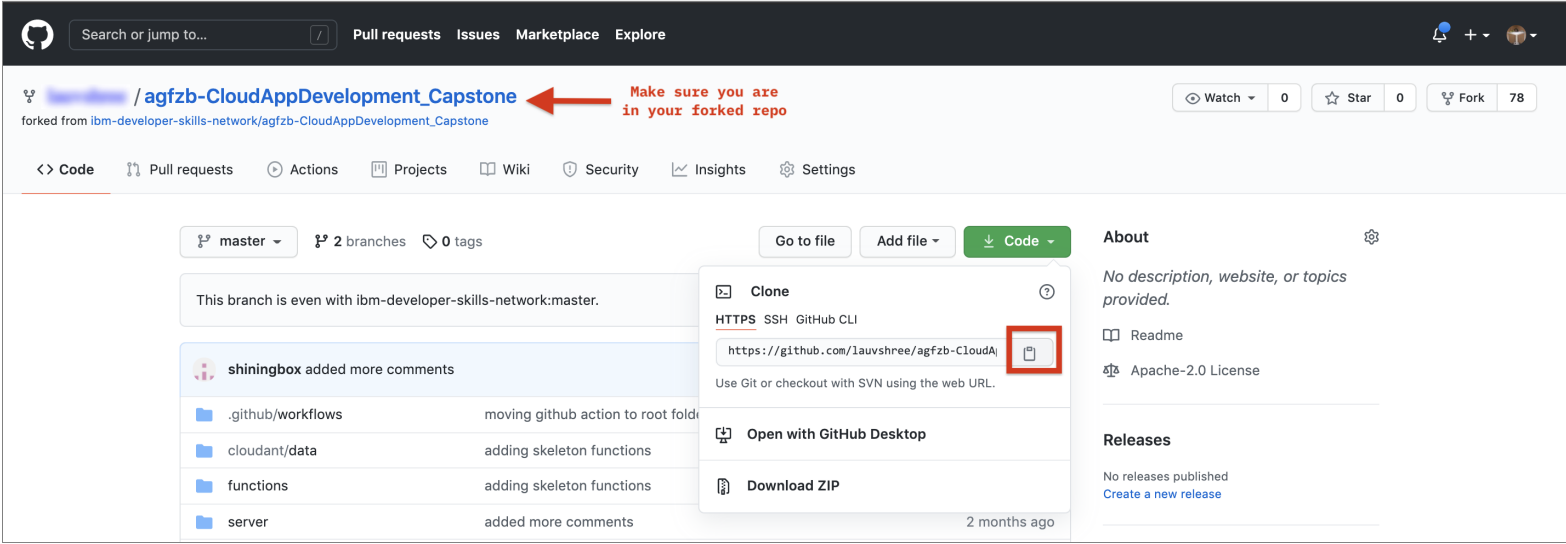 Search or jump to... /
Pull requests Issues Marketplace Explore
/ agfzb-CloudAppDevelopment_Capstone
Make sure you are
in your forked repo
Watch 0 Star 0 Fork 78
forked from ibm-developer-skills-network/agfzb-CloudAppDevelopment_Capstone
Code Pull requests Actions Projects Wiki Security Insights Settings
master 2 branches 0 tags
Go to file Add file Code
About
This branch is even with ibm-developer-skills-network:master.
Clone
HTTPS SSH GitHub CLI
https://github.com/lauvshree/agfzb-CloudAp
Use Git or checkout with SVN using the web URL.
Open with GitHub Desktop
Download ZIP
No description, website, or topics
provided.
Readme
Apache-2.0 License
Releases
No releases published
Create a new release
shiningbox added more comments
.github/workflows moving github action to root folde
cloudant/data adding skeleton functions
functions adding skeleton functions
server added more comments 2 months ago